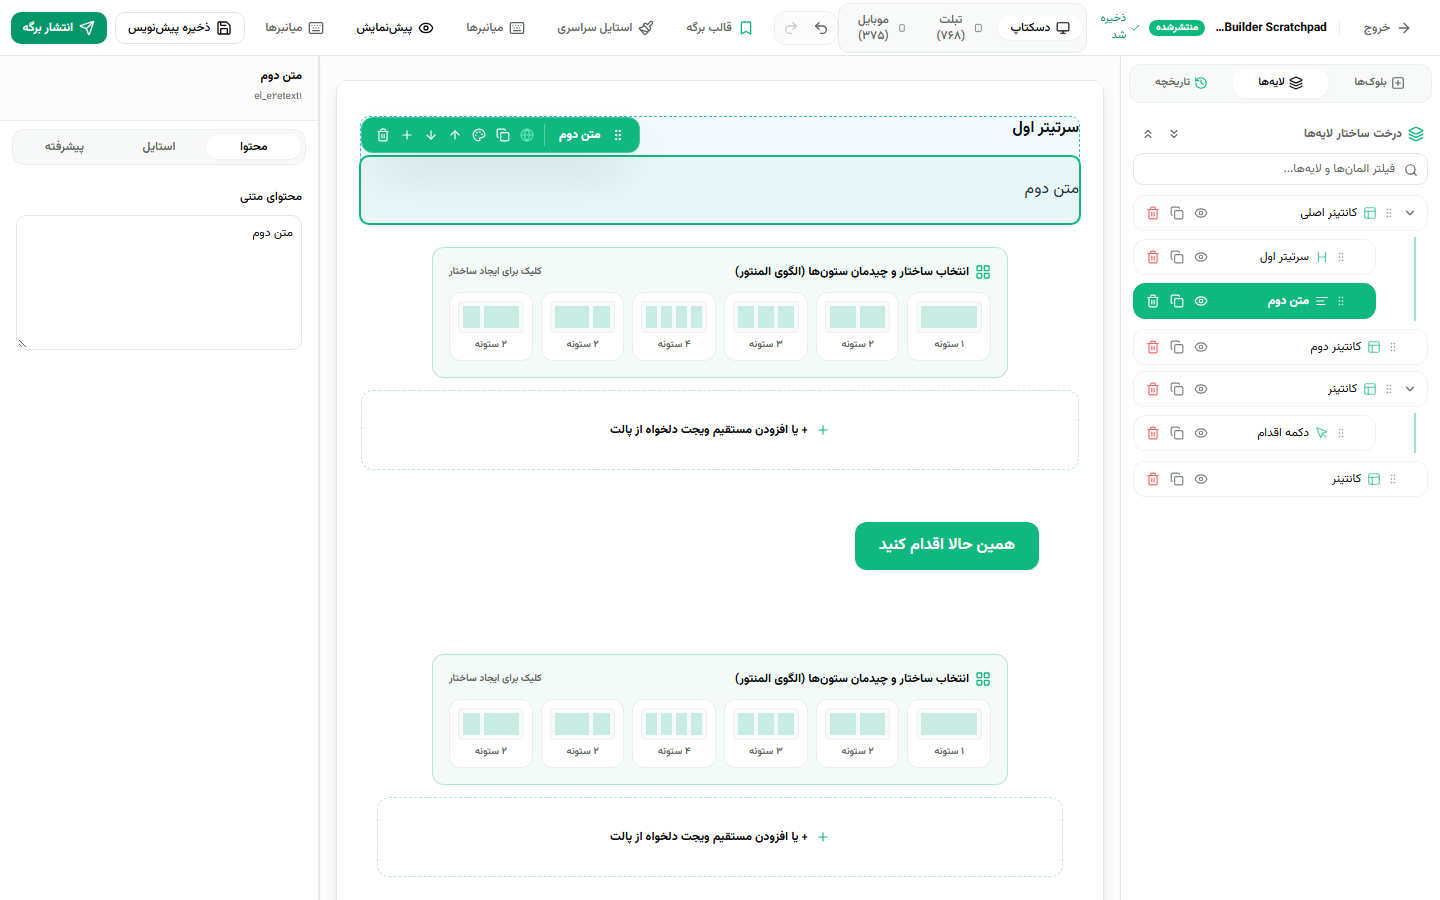 خروج
Builder Scratchpad...
منتشرشده
ذخیره شد
دسکتاپ
تبلت (۷۶۸)
موبایل (۳۷۵)
قالب برگه
استایل سراسری
میانبرها
پیش‌نمایش
میانبرها
ذخیره پیش‌نویس
انتشار برگه
بلوک‌ها
لایه‌ها
تاریخچه
درخت ساختار لایه‌ها
فیلتر المان‌ها و لایه‌ها...
کانتینر اصلی
سرتیتر اول
متن دوم
کانتینر دوم
کانتینر
دکمه اقدام
کانتینر
سرتیتر اول
متن دوم
متن دوم
انتخاب ساختار و چیدمان ستون‌ها (الگوی المنتور)
کلیک برای ایجاد ساختار
۱ ستونه
۲ ستونه
۳ ستونه
۴ ستونه
۲ ستونه
۲ ستونه
+ یا افزودن مستقیم ویجت دلخواه از پالت
همین حالا اقدام کنید
انتخاب ساختار و چیدمان ستون‌ها (الگوی المنتور)
کلیک برای ایجاد ساختار
۱ ستونه
۲ ستونه
۳ ستونه
۴ ستونه
۲ ستونه
۲ ستونه
+ یا افزودن مستقیم ویجت دلخواه از پالت
متن دوم
محتوا
استایل
پیشرفته
محتوای متنی
متن دوم